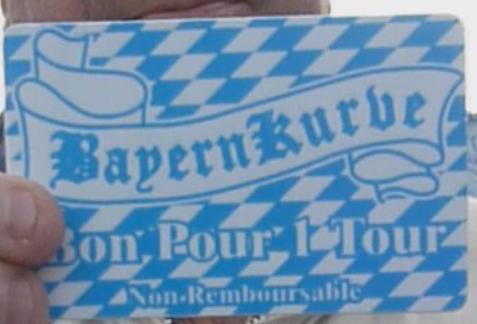 BayernKurve
Bon Pour 1 Tour
Non-Remboursable